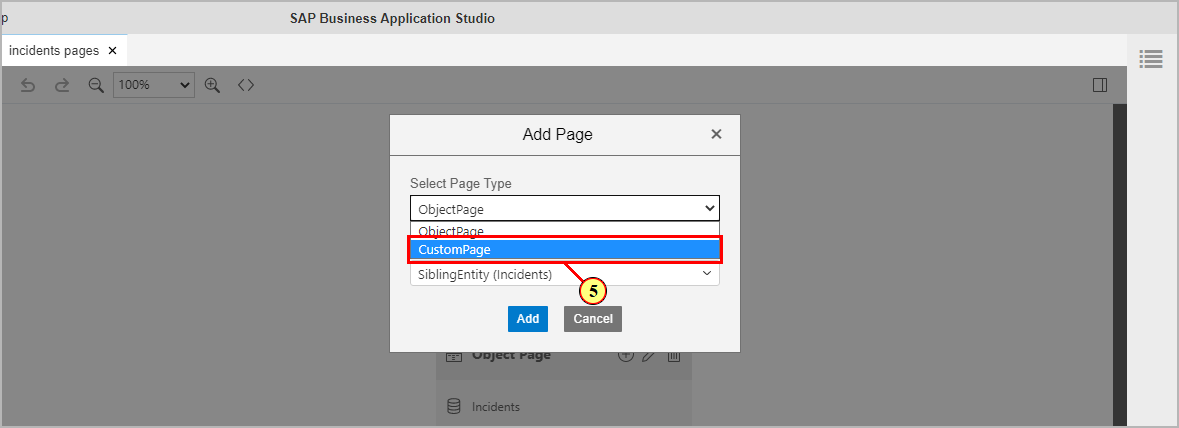 p
SAP Business Application Studio
incidents pages
100%
Add Page
Select Page Type
ObjectPage
ObjectPage
CustomPage
SiblingEntity (Incidents)
5
Add Cancel
Object Page
Incidents